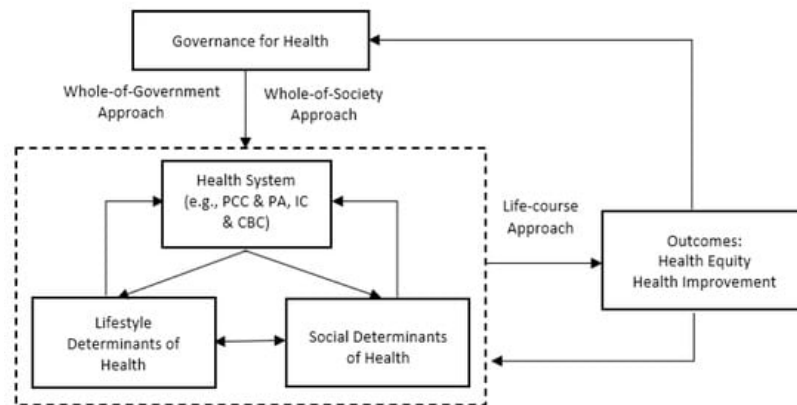 Governance for Health
Whole-of-Government
Approach
Whole-of-Society
Approach
Health System
(e.g., PCC & PA, IC
& CBC)
Life-course
Approach
Outcomes:
Health Equity
Health Improvement
Lifestyle
Determinants of
Health
Social Determinants
of Health